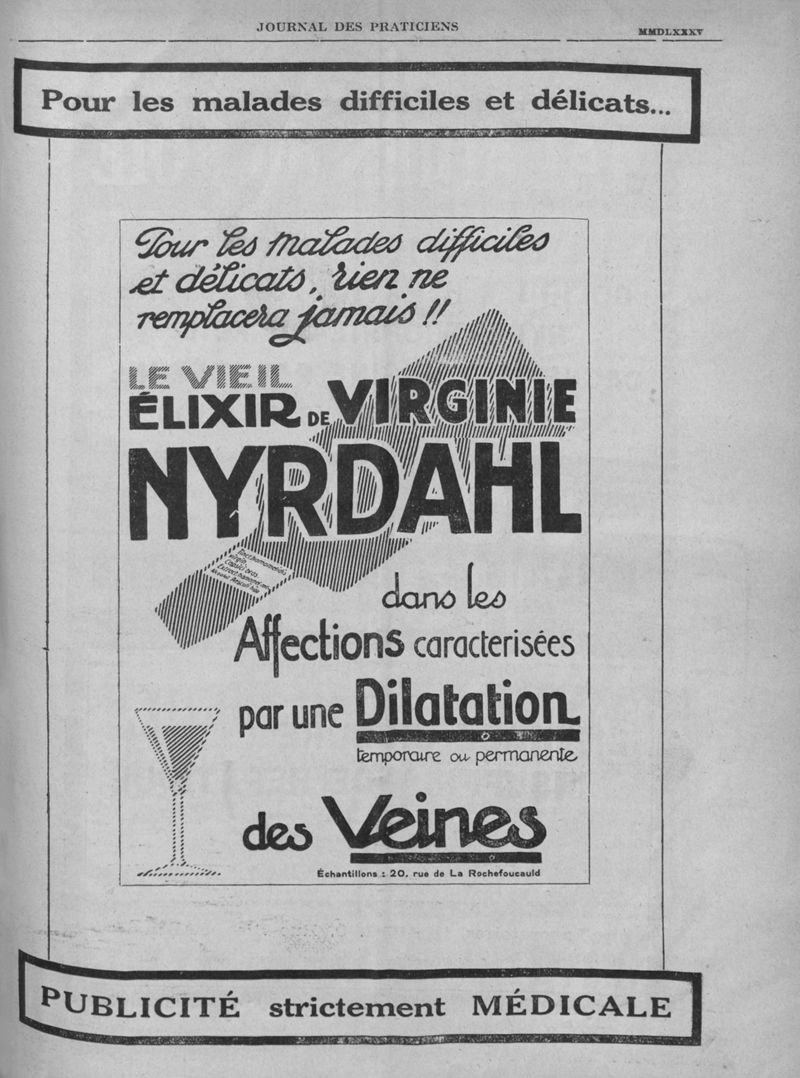 JOURNAL DES PRATICIENS
MMDLXXXV
Pour les malades difficiles et délicats...
Pour les malades difficiles
et délicats, rien ne
remplacera jamais !!
LE VIEIL
ÉLIXIR DE VIRGINIE
NYRDAHL
dans les
Affections caracterisées
par une Dilatation
temporaire ou permanente
des Veines
Échantillons : 20, rue de La Rochefoucauld
PUBLICITÉ strictement MÉDICALE